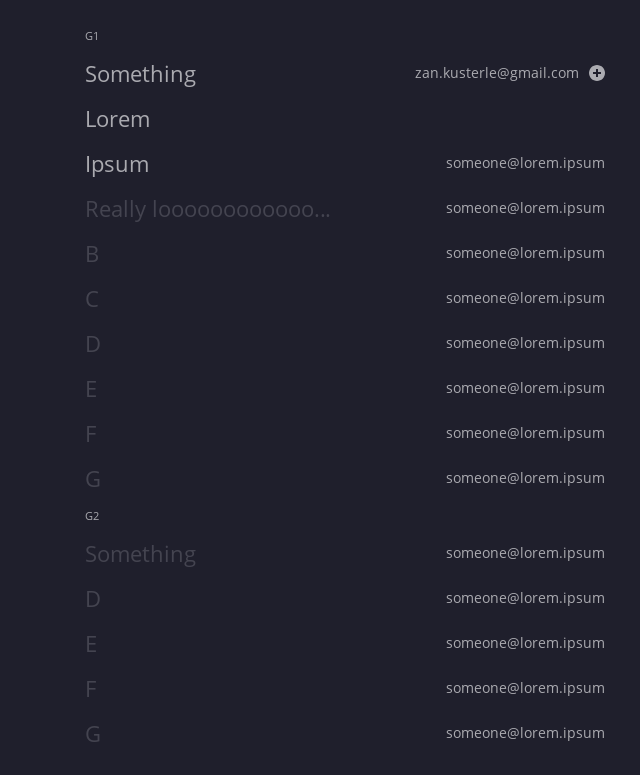 G1
Something zan.kusterle@gmail.com
Lorem
Ipsum someone@lorem.ipsum
Really looooooooooooo... someone@lorem.ipsum
B someone@lorem.ipsum
C someone@lorem.ipsum
D someone@lorem.ipsum
E someone@lorem.ipsum
F someone@lorem.ipsum
G someone@lorem.ipsum
G2
Something someone@lorem.ipsum
D someone@lorem.ipsum
E someone@lorem.ipsum
F someone@lorem.ipsum
G someone@lorem.ipsum